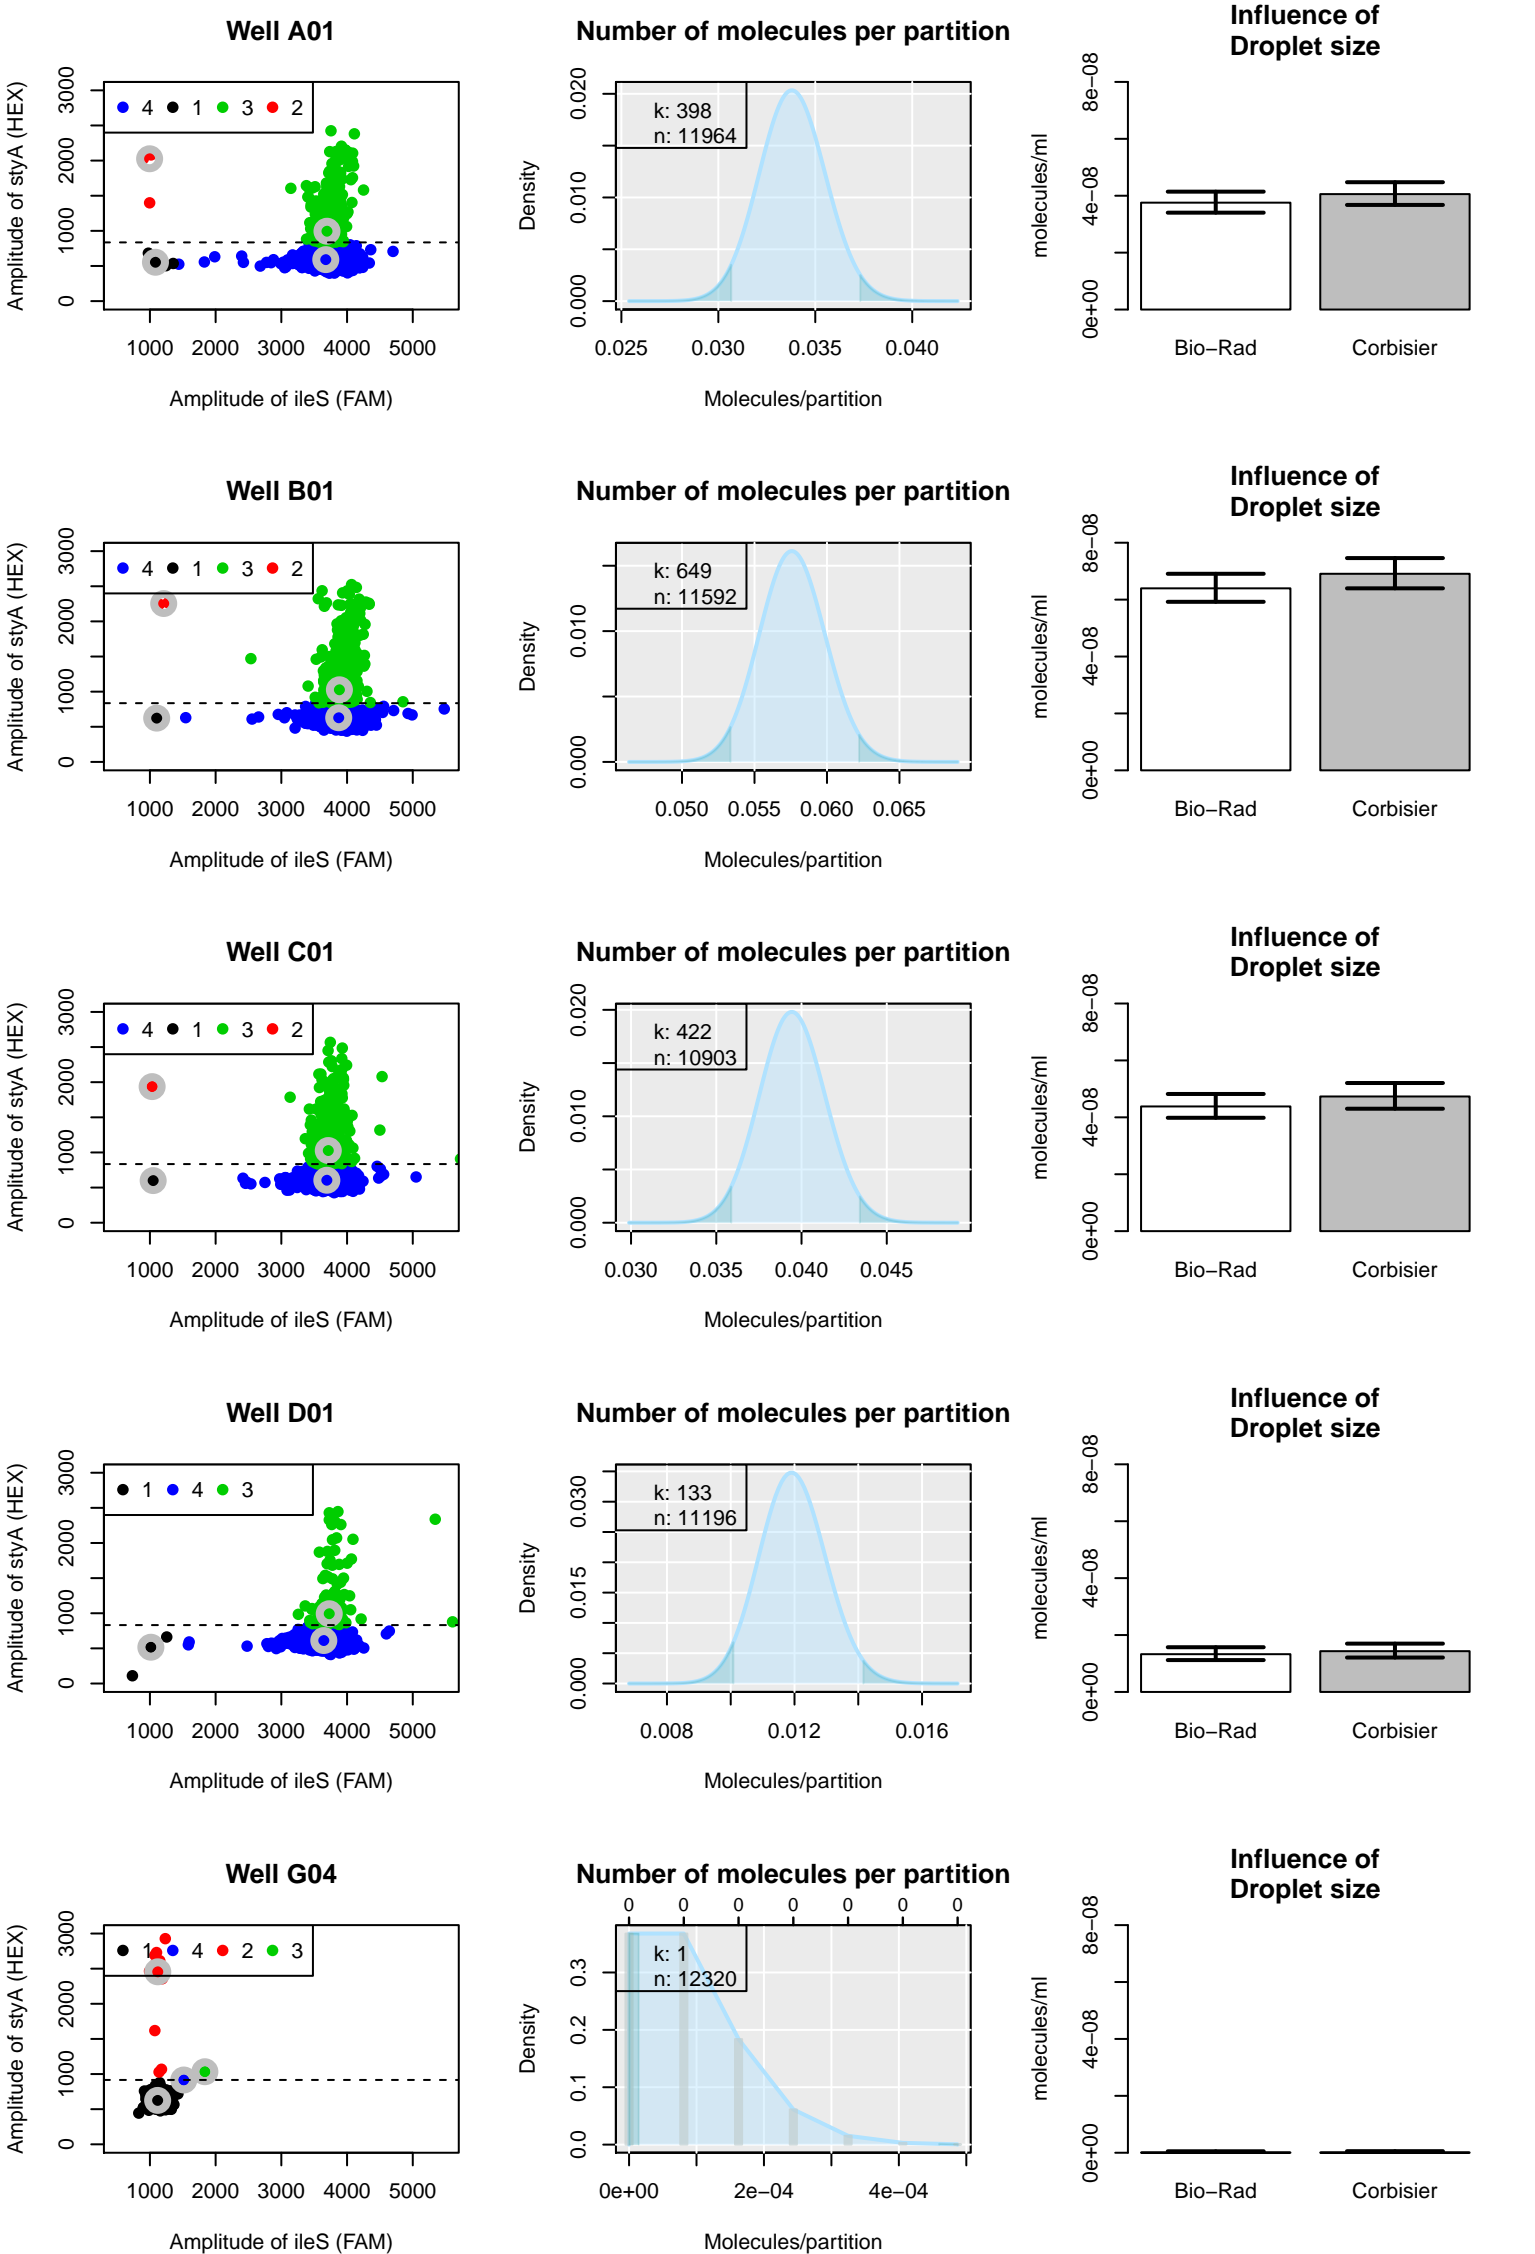 Well A01
Number of molecules per partition
Influence of
Droplet size
Amplitude of styA (HEX)
0 1000 2000 3000
4 1 3 2
1000 2000 3000 4000 5000
Amplitude of ileS (FAM)
Density
0.000 0.010 0.020
k: 398
n: 11964
0.025 0.030 0.035 0.040
Molecules/partition
molecules/ml
0e+00 4e−08 8e−08
Bio−Rad Corbisier
Well B01
Number of molecules per partition
Influence of
Droplet size
Amplitude of styA (HEX)
0 1000 2000 3000
4 1 3 2
1000 2000 3000 4000 5000
Amplitude of ileS (FAM)
Density
0.000 0.010
k: 649
n: 11592
0.050 0.055 0.060 0.065
Molecules/partition
molecules/ml
0e+00 4e−08 8e−08
Bio−Rad Corbisier
Well C01
Number of molecules per partition
Influence of
Droplet size
Amplitude of styA (HEX)
0 1000 2000 3000
4 1 3 2
1000 2000 3000 4000 5000
Amplitude of ileS (FAM)
Density
0.000 0.010 0.020
k: 422
n: 10903
0.030 0.035 0.040 0.045
Molecules/partition
molecules/ml
0e+00 4e−08 8e−08
Bio−Rad Corbisier
Well D01
Number of molecules per partition
Influence of
Droplet size
Amplitude of styA (HEX)
0 1000 2000 3000
1 4 3
1000 2000 3000 4000 5000
Amplitude of ileS (FAM)
Density
0.000 0.015 0.030
k: 133
n: 11196
0.008 0.012 0.016
Molecules/partition
molecules/ml
0e+00 4e−08 8e−08
Bio−Rad Corbisier
Well G04
Number of molecules per partition
Influence of
Droplet size
Amplitude of styA (HEX)
0 1000 2000 3000
1 4 2 3
1000 2000 3000 4000 5000
Amplitude of ileS (FAM)
0 0 0 0 0 0 0
Density
0.0 0.1 0.2 0.3
k: 1
n: 12320
0e+00 2e−04 4e−04
Molecules/partition
molecules/ml
0e+00 4e−08 8e−08
Bio−Rad Corbisier